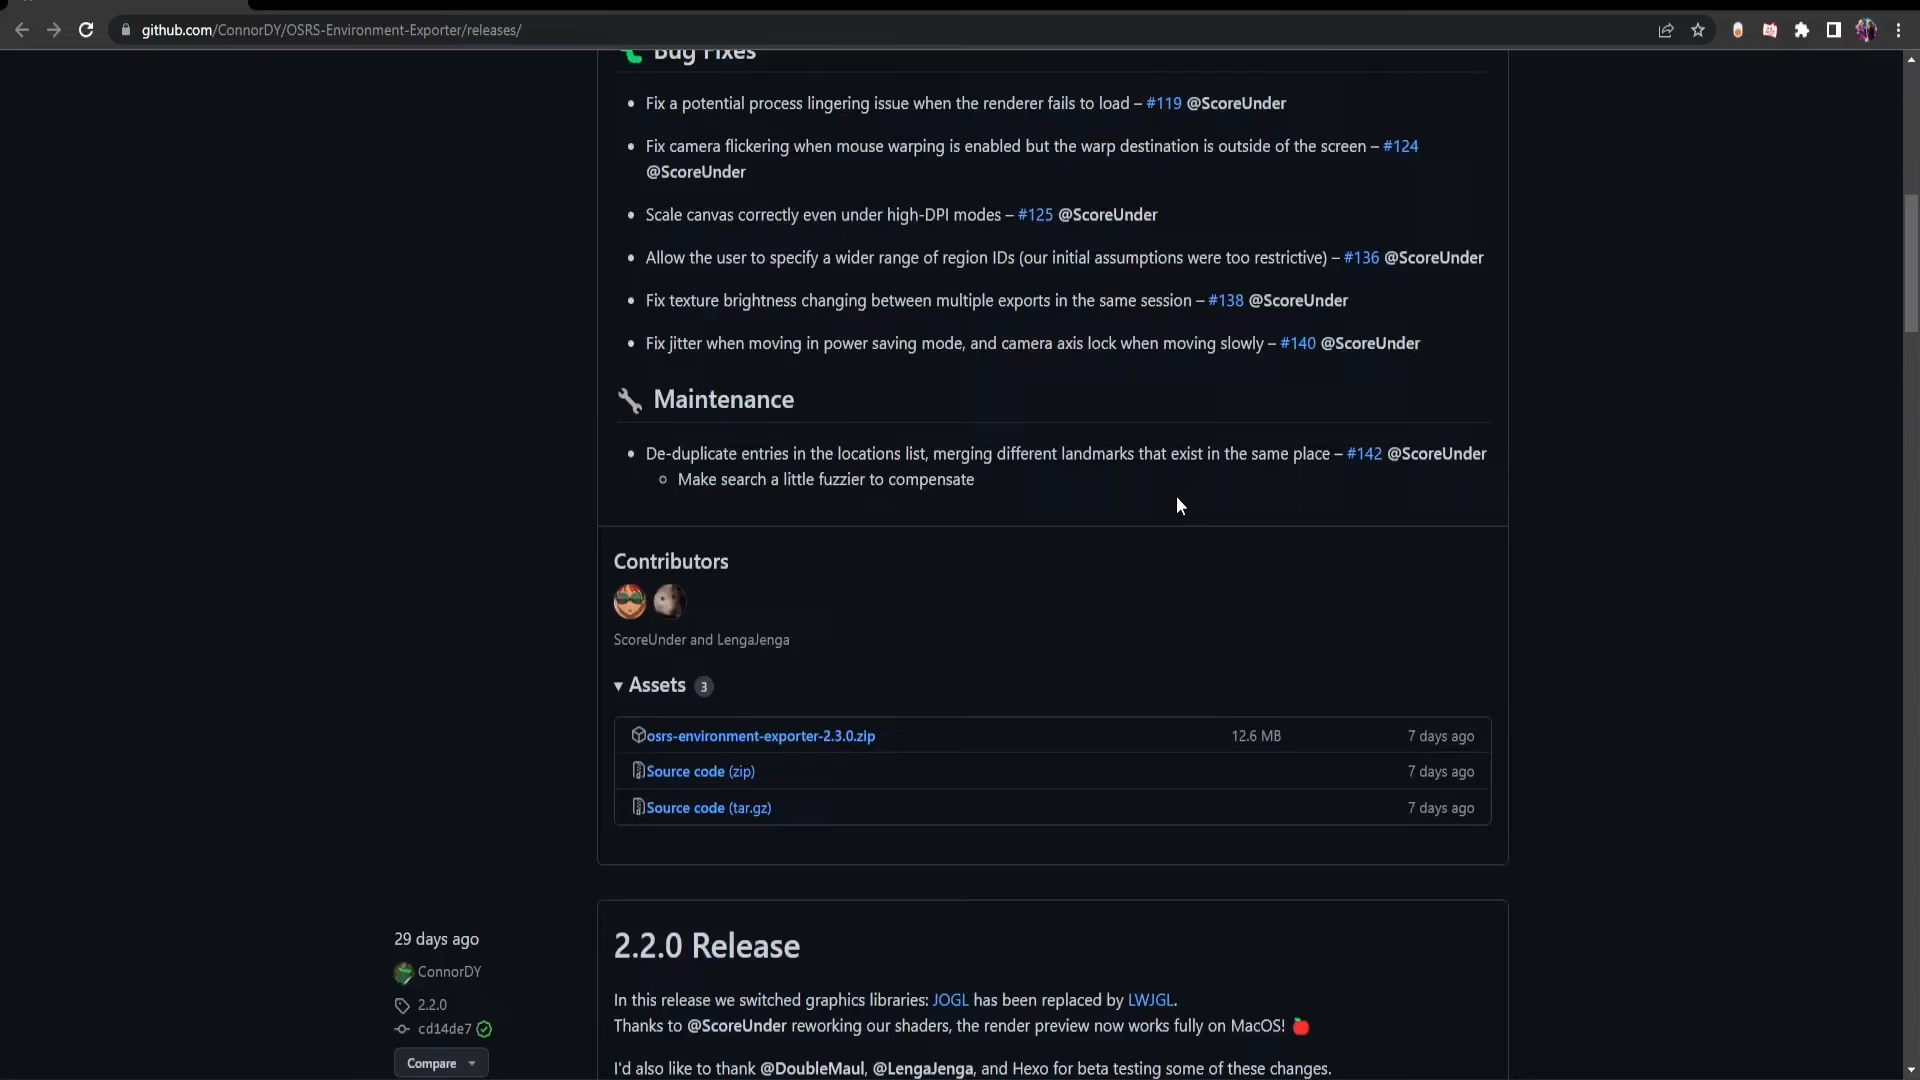 github.com/ConnorDY/OSRS-Environment-Exporter/releases/
Bug Fixes
Fix a potential process lingering issue when the renderer fails to load – #119 @ScoreUnder
Fix camera flickering when mouse warping is enabled but the warp destination is outside of the screen – #124
@ScoreUnder
Scale canvas correctly even under high-DPI modes – #125 @ScoreUnder
Allow the user to specify a wider range of region IDs (our initial assumptions were too restrictive) – #136 @ScoreUnder
Fix texture brightness changing between multiple exports in the same session – #138 @ScoreUnder
Fix jitter when moving in power saving mode, and camera axis lock when moving slowly – #140 @ScoreUnder
Maintenance
De-duplicate entries in the locations list, merging different landmarks that exist in the same place – #142 @ScoreUnder
Make search a little fuzzier to compensate
Contributors
ScoreUnder and LengaJenga
Assets 3
osrs-environment-exporter-2.3.0.zip 12.6 MB 7 days ago
Source code (zip) 7 days ago
Source code (tar.gz) 7 days ago
29 days ago
ConnorDY
2.2.0
cd14de7
Compare
2.2.0 Release
In this release we switched graphics libraries: JOGL has been replaced by LWJGL.
Thanks to @ScoreUnder reworking our shaders, the render preview now works fully on MacOS!
I'd also like to thank @DoubleMaul, @LengaJenga, and Hexo for beta testing some of these changes.